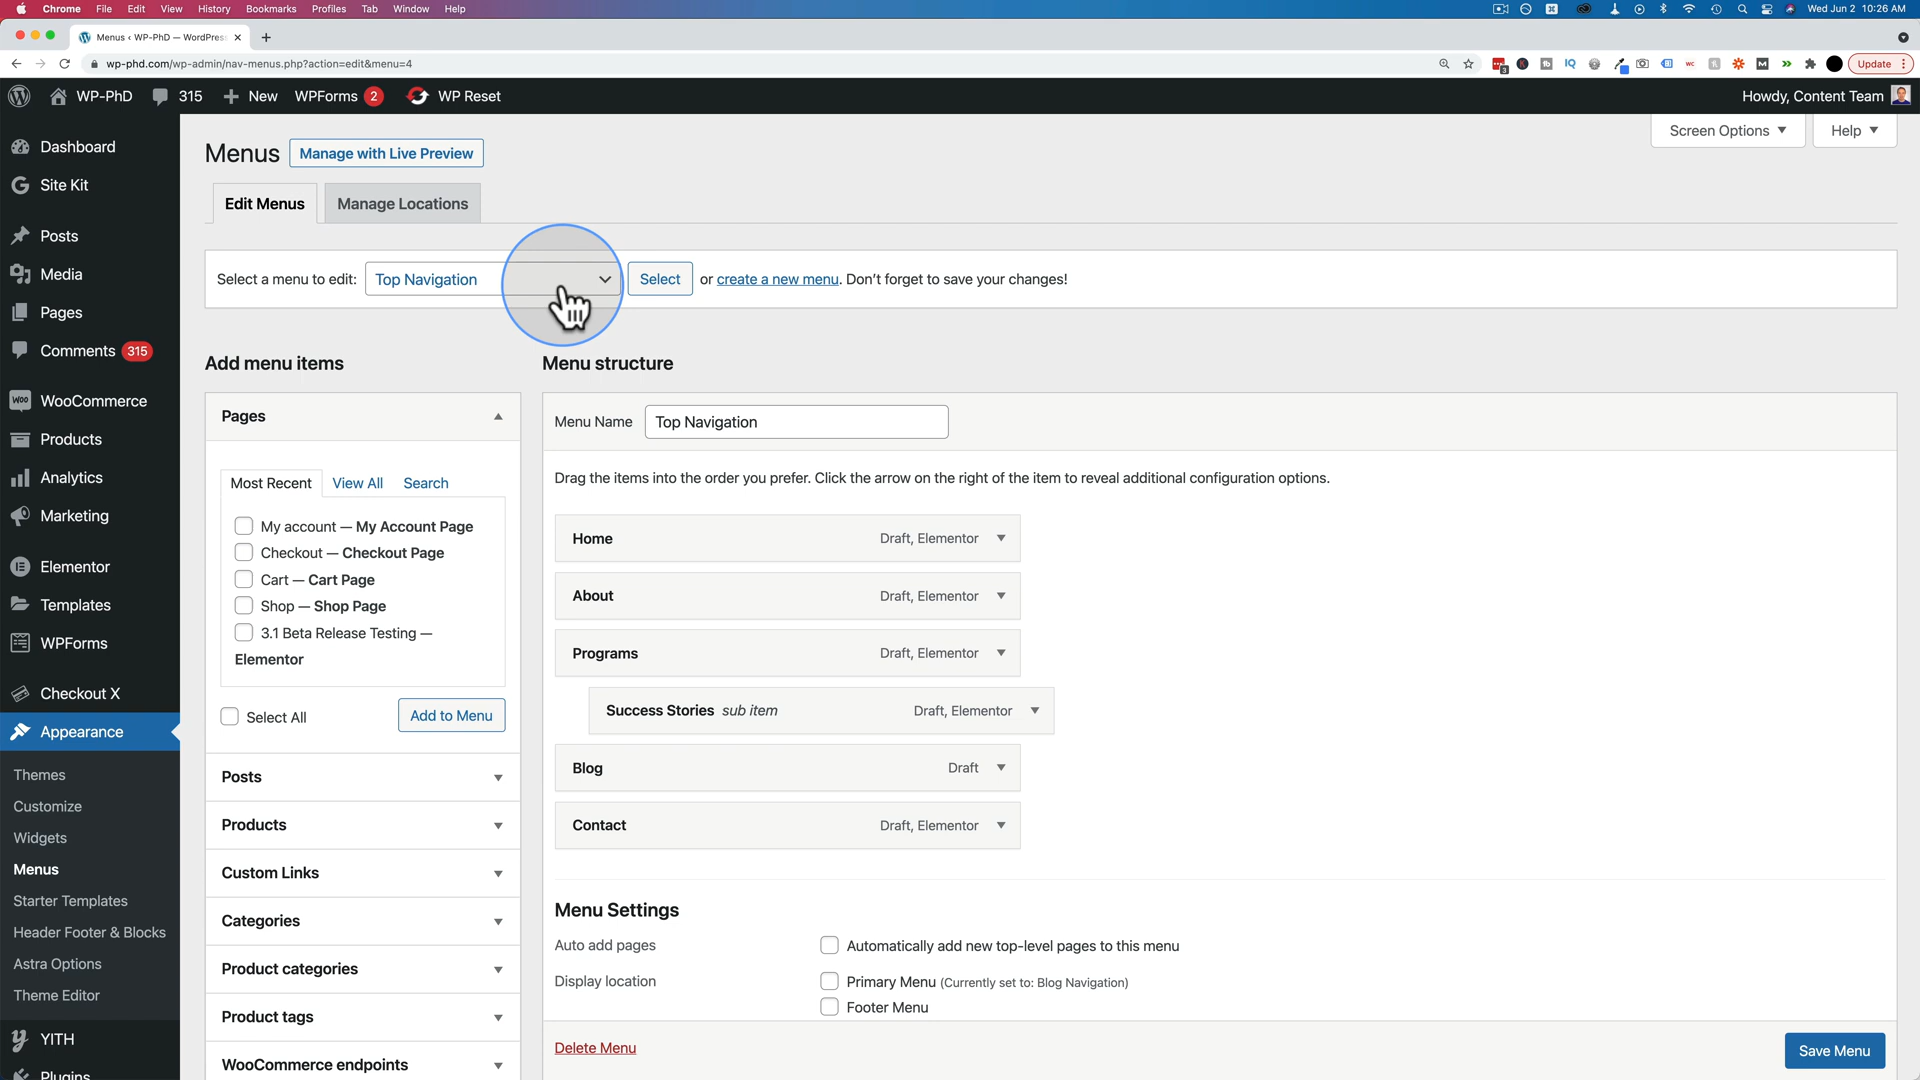 Chrome File Edit View History Bookmarks Profiles Tab Window Help Wed Jun 2 10:26 AM
Menus ‹ WP-PhD — WordPres
wp-phd.com/wp-admin/nav-menus.php?action=edit&menu=4 Update
WP-PhD 315 New WPForms 2 WP Reset Howdy, Content Team
Screen Options Help
Dashboard
Site Kit
Posts
Media
Pages
Comments 315
WooCommerce
Products
Analytics
Marketing
Elementor
Templates
WPForms
Checkout X
Appearance
Themes
Customize
Widgets
Menus
Starter Templates
Header Footer & Blocks
Astra Options
Theme Editor
YITH
Plugins
Menus Manage with Live Preview
Edit Menus Manage Locations
Select a menu to edit: Top Navigation Select or create a new menu. Don't forget to save your changes!
Add menu items
Pages
Most Recent View All Search
My account — My Account Page
Checkout — Checkout Page
Cart — Cart Page
Shop — Shop Page
3.1 Beta Release Testing —
Elementor
Select All Add to Menu
Posts
Products
Custom Links
Categories
Product categories
Product tags
WooCommerce endpoints
Menu structure
Menu Name Top Navigation
Drag the items into the order you prefer. Click the arrow on the right of the item to reveal additional configuration options.
Home Draft, Elementor
About Draft, Elementor
Programs Draft, Elementor
Success Stories sub item Draft, Elementor
Blog Draft
Contact Draft, Elementor
Menu Settings
Auto add pages Automatically add new top-level pages to this menu
Display location Primary Menu (Currently set to: Blog Navigation)
Footer Menu
Delete Menu Save Menu